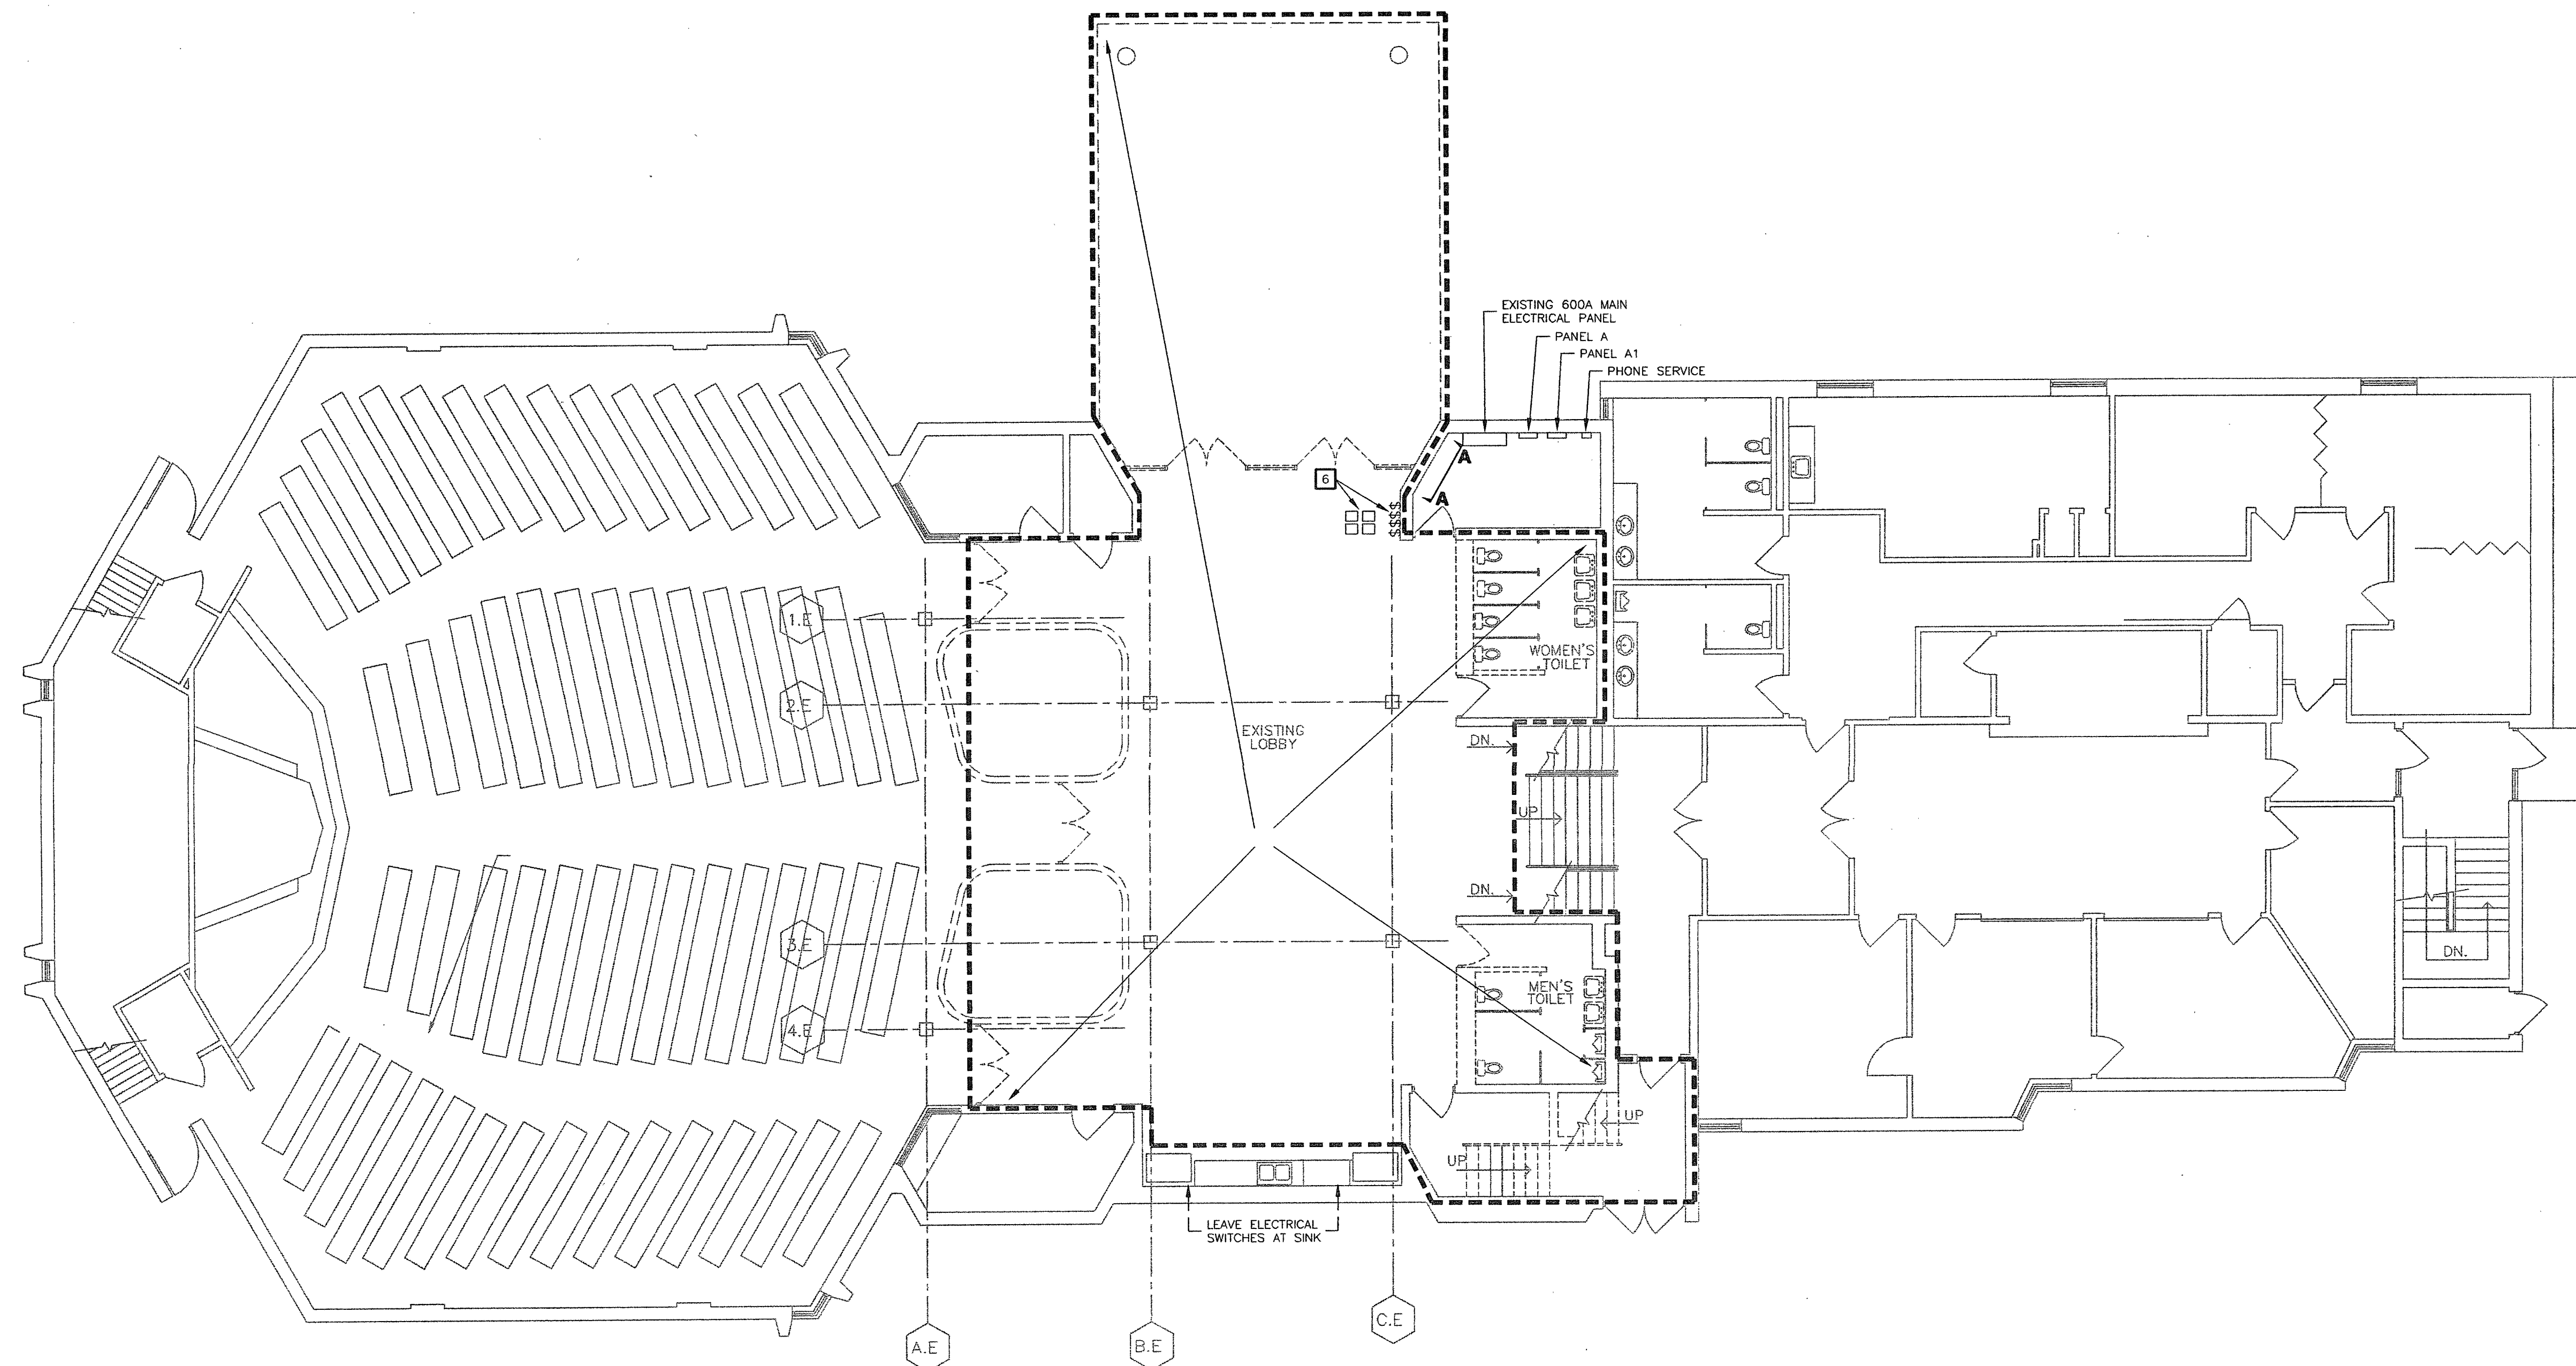 EXISTING 600A MAIN
ELECTRICAL PANEL
PANEL A
PANEL A1
PHONE SERVICE
6
A
A
$$$$
1.E
2.E
WOMEN'S
TOILET
EXISTING
LOBBY
DN.
UP
DN.
3.E
4.E
MEN'S
TOILET
DN.
UP
UP
LEAVE ELECTRICAL
SWITCHES AT SINK
A.E
B.E
C.E